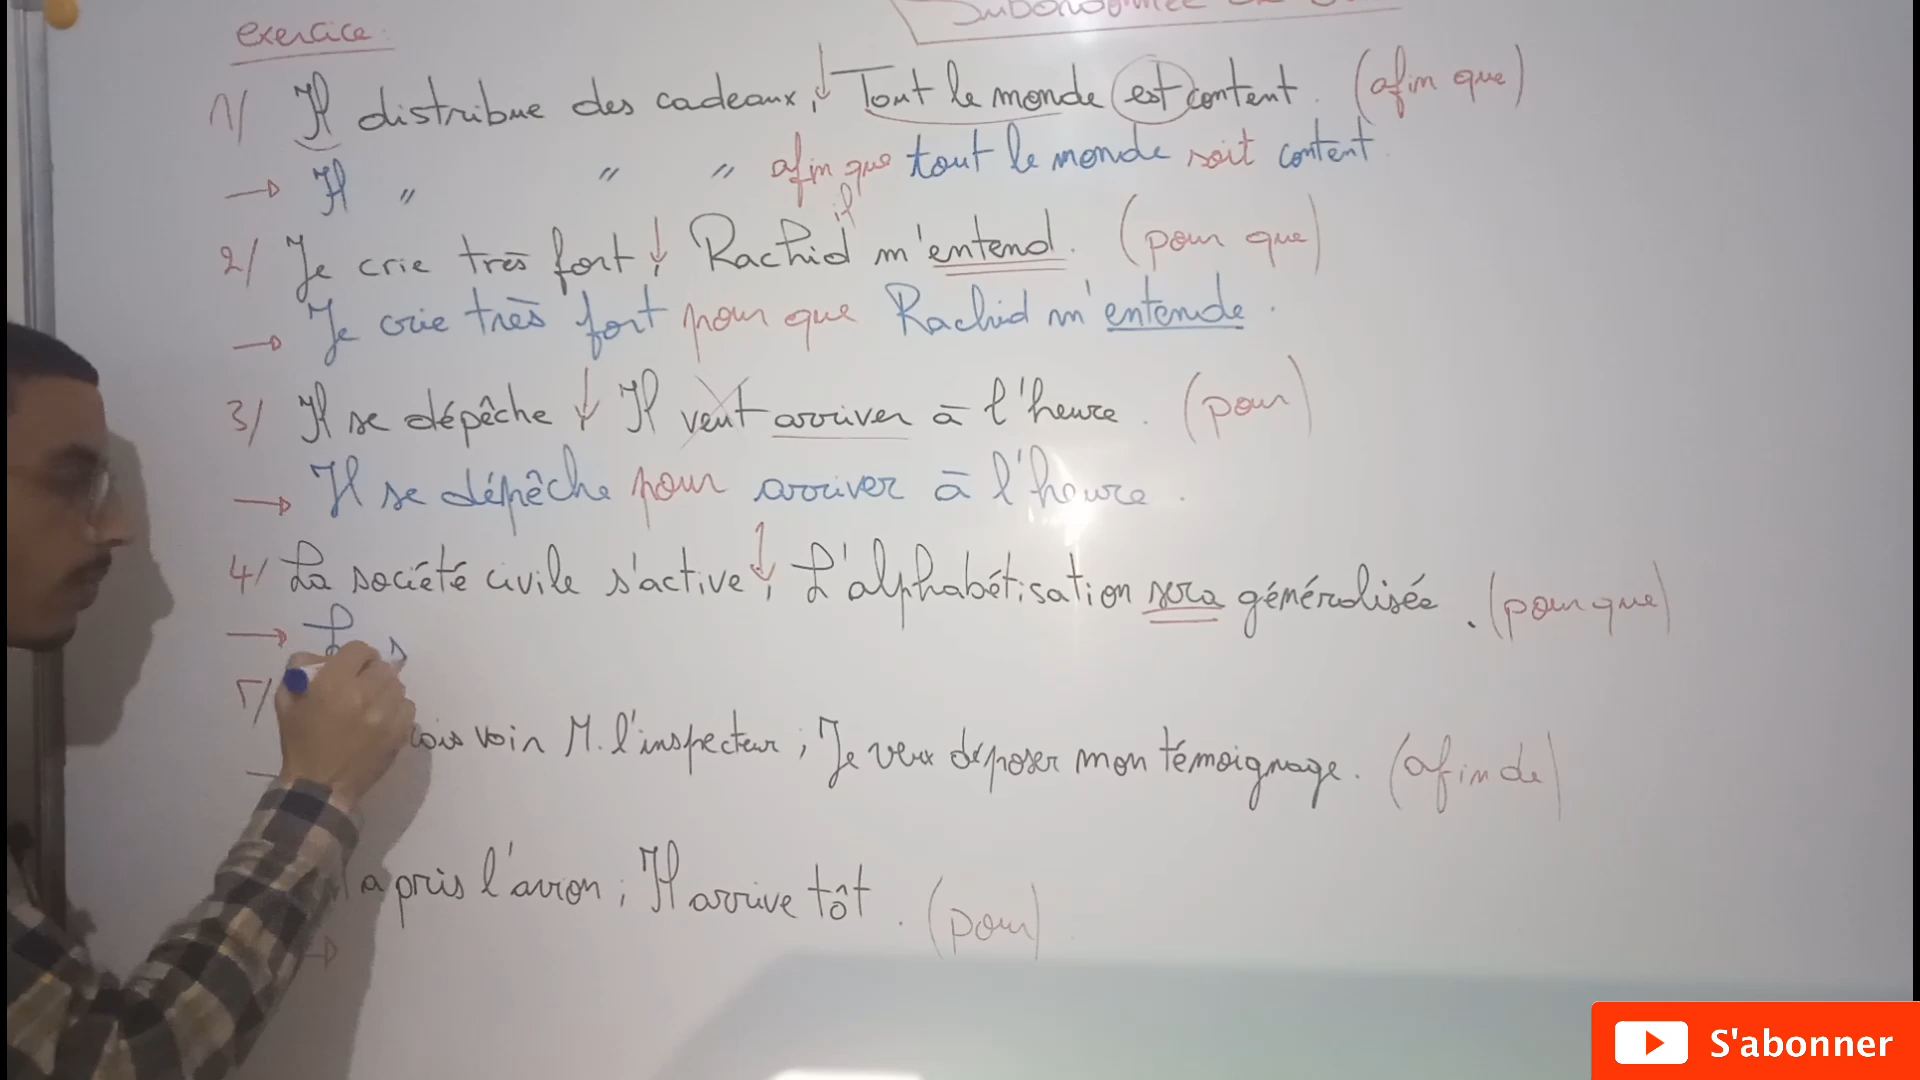 Subordonnée de
exercice :
1/ Il distribue des cadeaux ; Tout le monde est content. (afin que)
→ Il " " " afin que tout le monde soit content.
il
2/ Je crie très fort ; Rachid m'entend. (pour que)
→ Je crie très fort pour que Rachid m'entende.
3/ Il se dépêche Il veut arriver à l'heure. (pour)
→ Il se dépêche pour arriver à l'heure.
4/ La société civile s'active ; L'alphabétisation sera généralisée. (pour que)
→ La s
5/ voir M. l'inspecteur ; Je veux déposer mon témoignage. (afin de)
a pris l'avion ; Il arrive tôt. (pour)
→
S'abonner